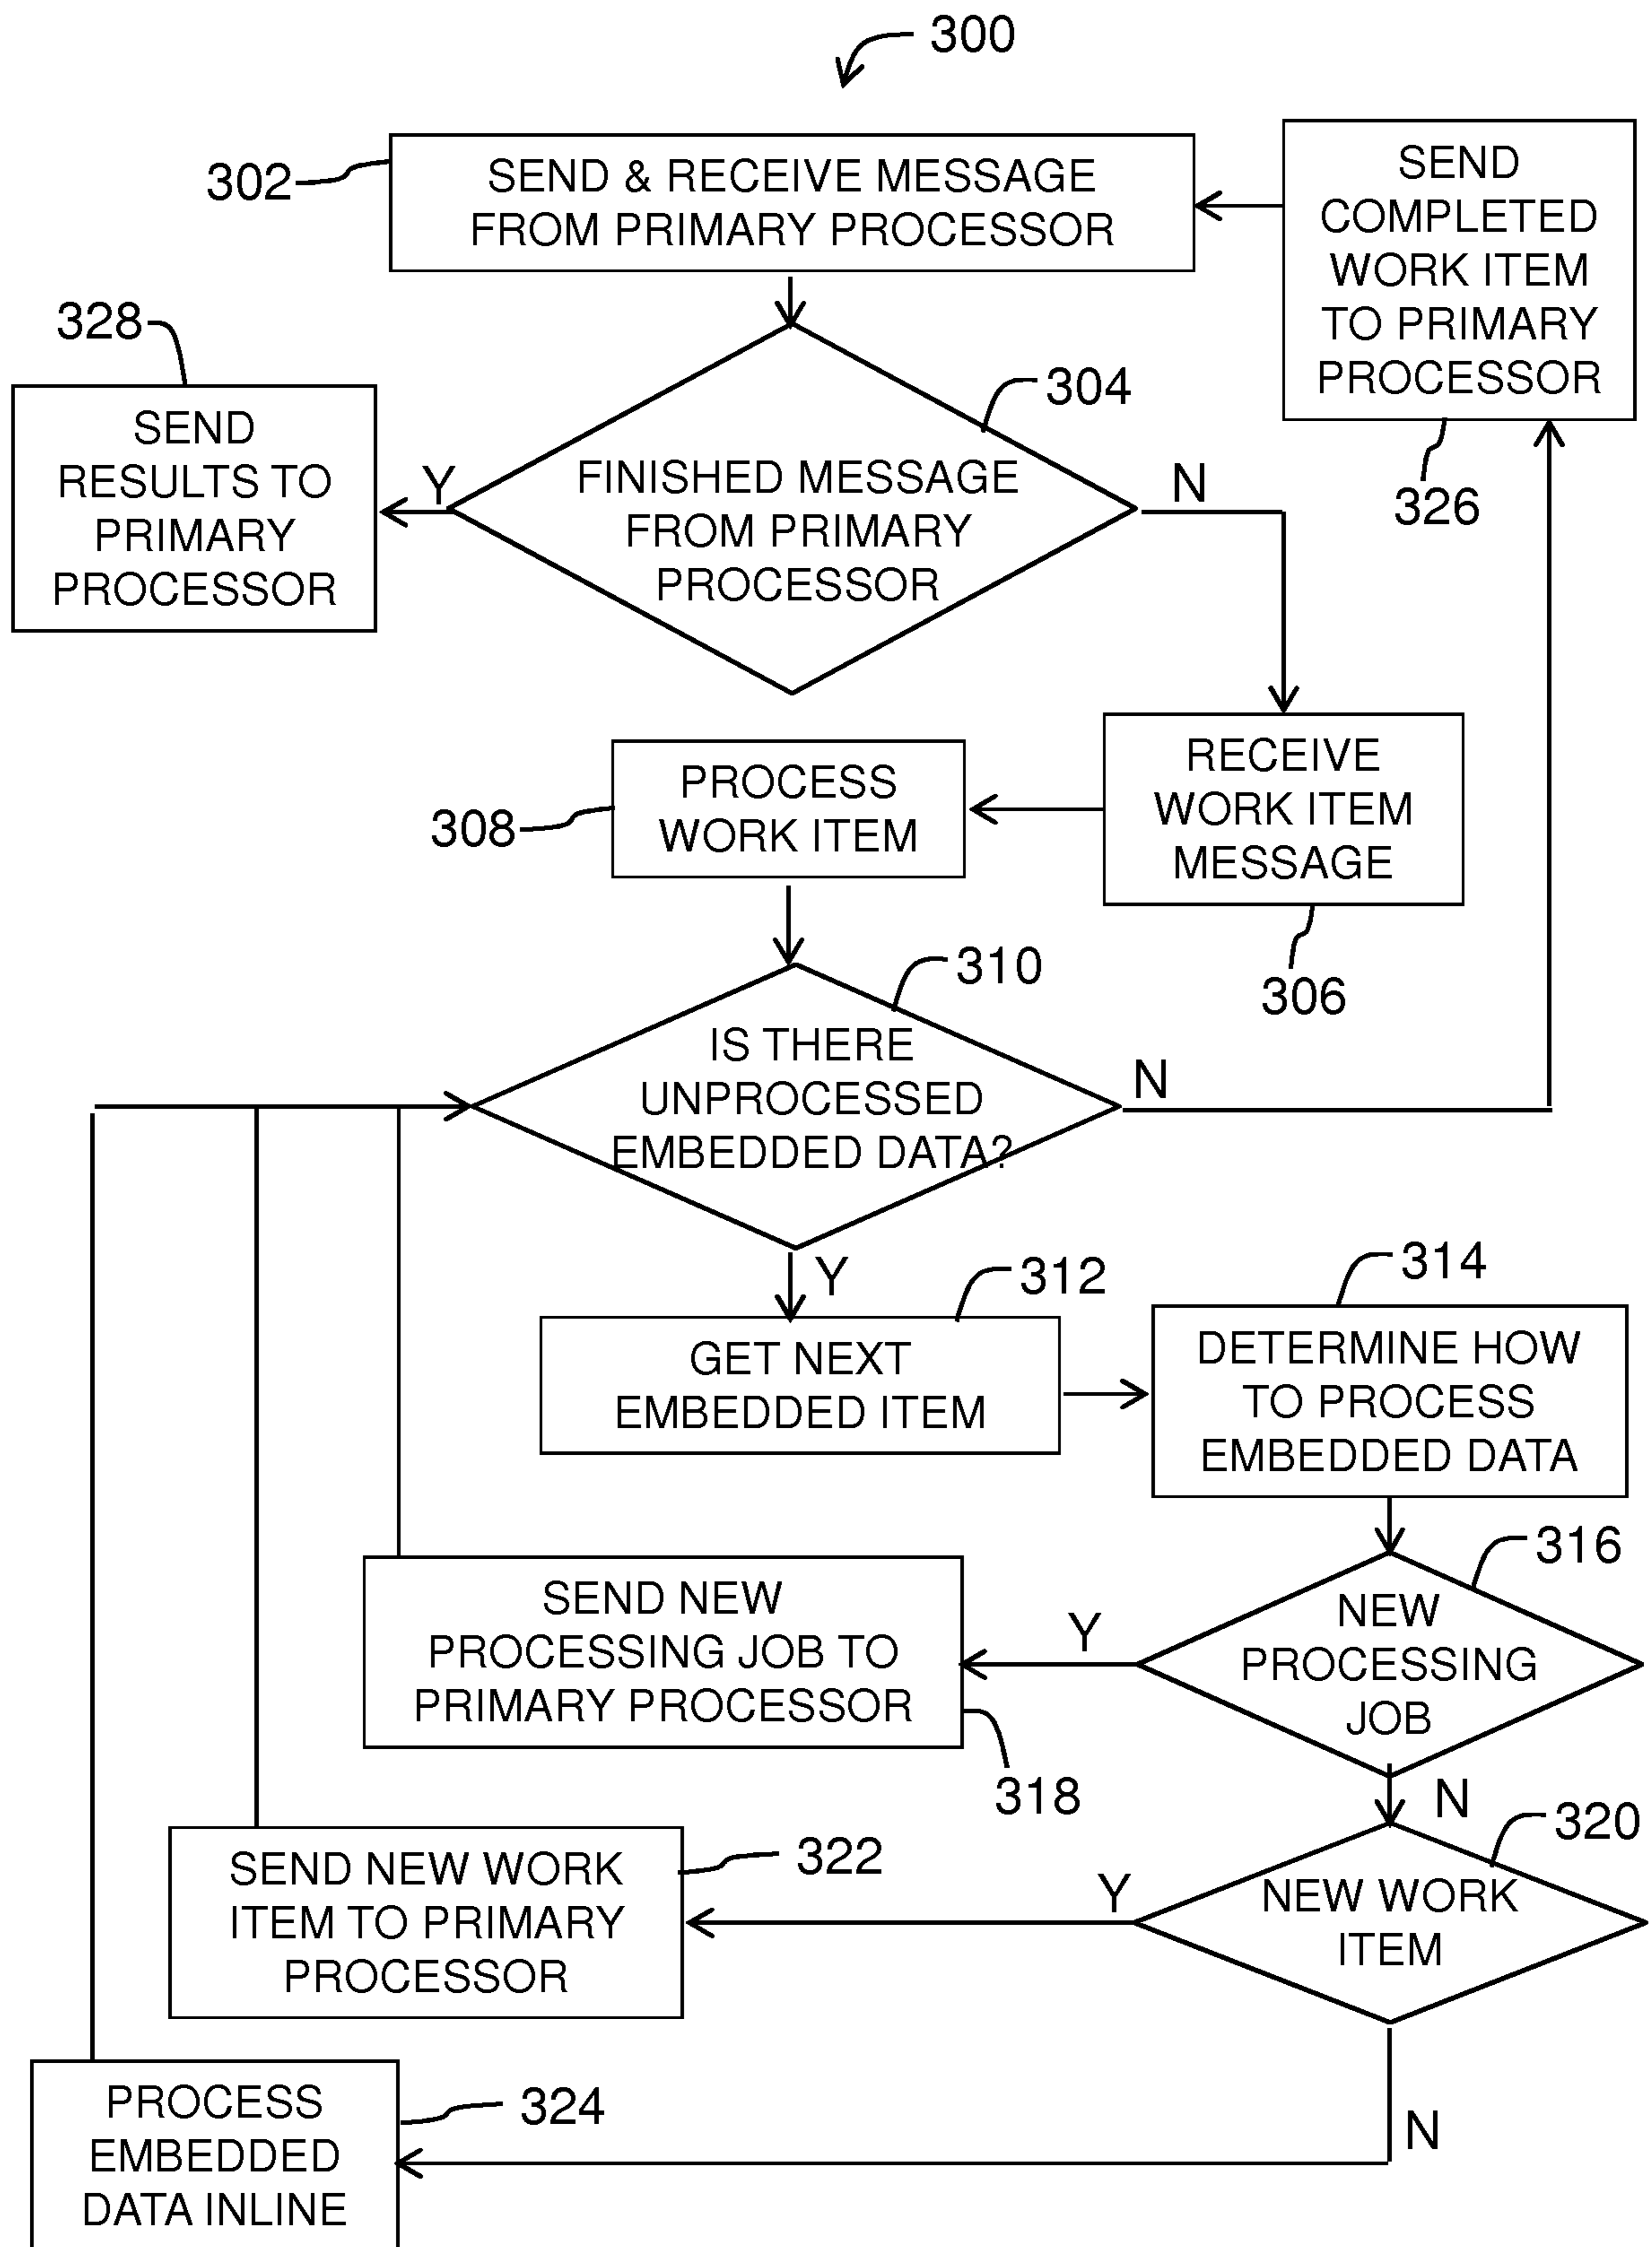 300
302
SEND & RECEIVE MESSAGE
FROM PRIMARY PROCESSOR
SEND
COMPLETED
WORK ITEM
TO PRIMARY
PROCESSOR
326
328
SEND
RESULTS TO
PRIMARY
PROCESSOR
Y
304
FINISHED MESSAGE
FROM PRIMARY
PROCESSOR
N
RECEIVE
WORK ITEM
MESSAGE
306
308
PROCESS
WORK ITEM
310
IS THERE
UNPROCESSED
EMBEDDED DATA?
N
Y
312
GET NEXT
EMBEDDED ITEM
314
DETERMINE HOW
TO PROCESS
EMBEDDED DATA
316
NEW
PROCESSING
JOB
Y
SEND NEW
PROCESSING JOB TO
PRIMARY PROCESSOR
318
N
320
NEW WORK
ITEM
Y
322
SEND NEW WORK
ITEM TO PRIMARY
PROCESSOR
N
324
PROCESS
EMBEDDED
DATA INLINE